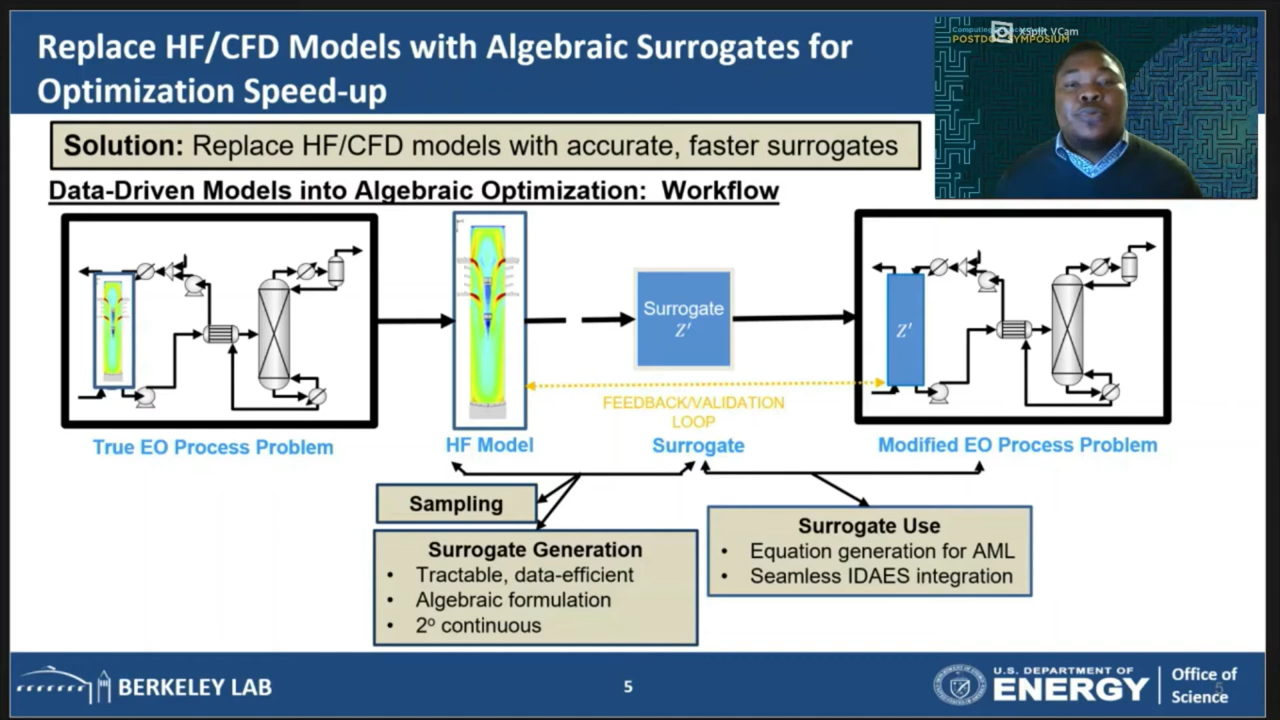 Replace HF/CFD Models with Algebraic Surrogates for
Optimization Speed-up
XSplit VCam
POSTDOC SYMPOSIUM
Solution: Replace HF/CFD models with accurate, faster surrogates
Data-Driven Models into Algebraic Optimization: Workflow
Surrogate
Z'
Z'
FEEDBACK/VALIDATION
LOOP
True EO Process Problem
HF Model
Surrogate
Modified EO Process Problem
Sampling
Surrogate Generation
• Tractable, data-efficient
• Algebraic formulation
• 2º continuous
Surrogate Use
• Equation generation for AML
• Seamless IDAES integration
BERKELEY LAB
5
U.S. DEPARTMENT OF
ENERGY
Office of
Science
5